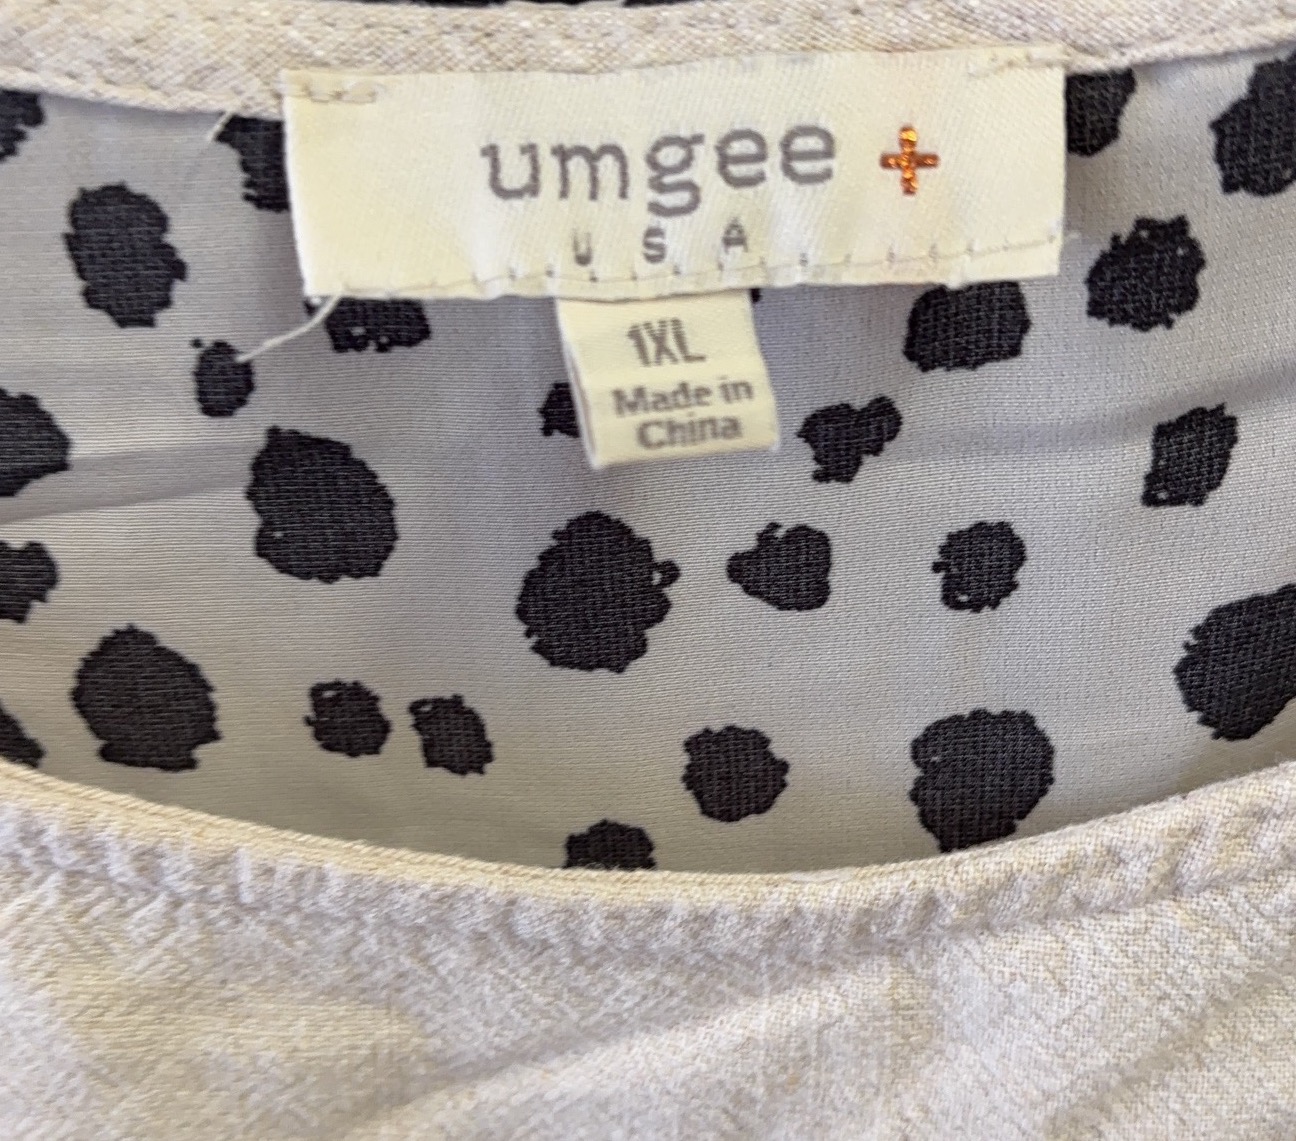 umgee +
USA
1XL
Made in
China